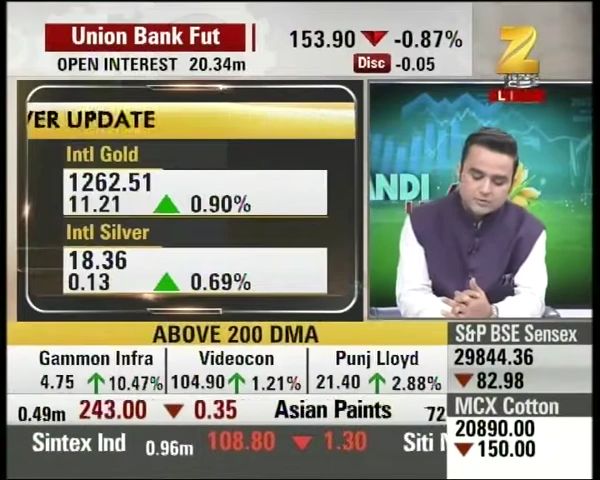 Union Bank Fut
OPEN INTEREST 20.34m
153.90 -0.87%
Disc -0.05
Z
ER UPDATE
Intl Gold
1262.51
11.21 0.90%
Intl Silver
18.36
0.13 0.69%
ANDI
ABOVE 200 DMA
Gammon Infra Videocon Punj Lloyd
4.75 10.47% 104.90 1.21% 21.40 2.88%
S&P BSE Sensex
29844.36
82.98
MCX Cotton
20890.00
150.00
0.49m 243.00 0.35 Asian Paints 72
Sintex Ind 0.96m 108.80 1.30 Siti